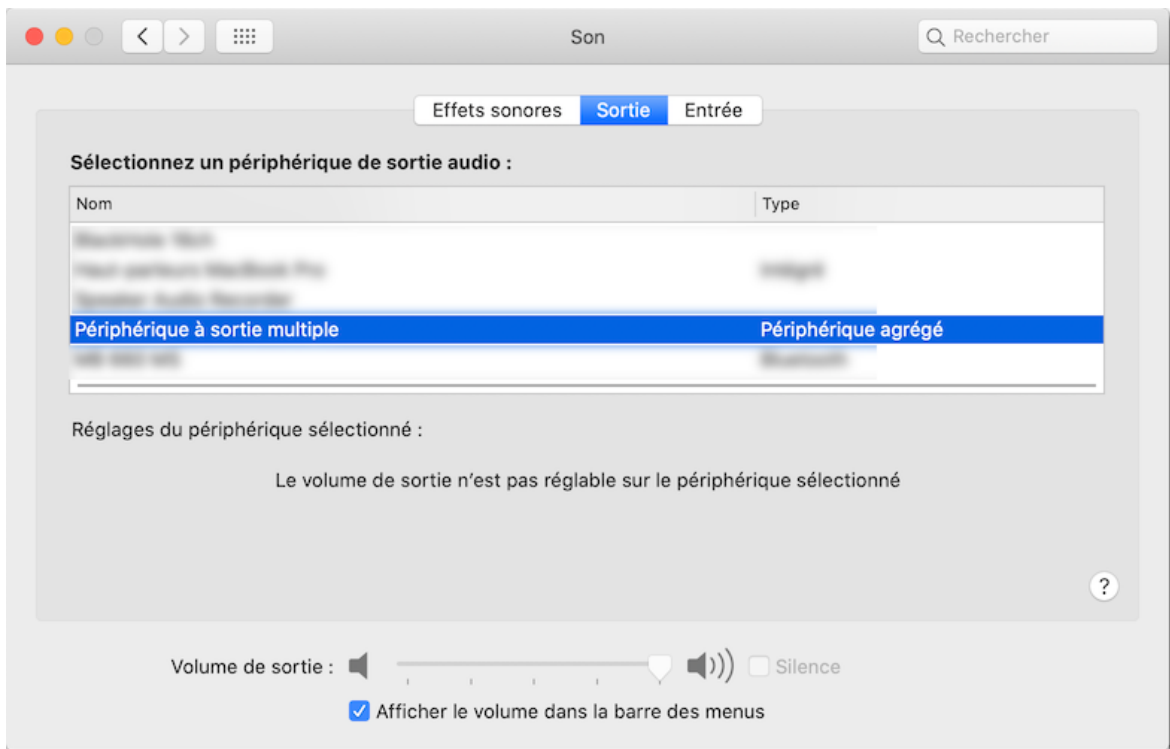 Son
Rechercher
Effets sonores Sortie Entrée
Sélectionnez un périphérique de sortie audio :
Nom Type
Périphérique à sortie multiple Périphérique agrégé
Réglages du périphérique sélectionné :
Le volume de sortie n'est pas réglable sur le périphérique sélectionné
?
Volume de sortie : Silence
Afficher le volume dans la barre des menus